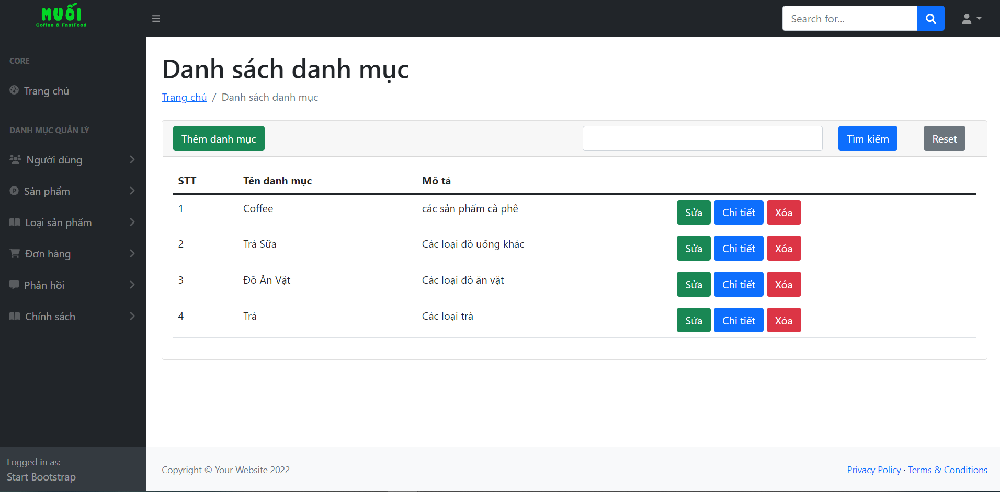 MUỐI
Coffee & FastFood
Search for...
CORE
Trang chủ
DANH MỤC QUẢN LÝ
Người dùng
Sản phẩm
Loại sản phẩm
Đơn hàng
Phản hồi
Chính sách
Logged in as:
Start Bootstrap
Danh sách danh mục
Trang chủ / Danh sách danh mục
Thêm danh mục Tìm kiếm Reset
STT Tên danh mục Mô tả
1 Coffee các sản phẩm cà phê Sửa Chi tiết Xóa
2 Trà Sữa Các loại đồ uống khác Sửa Chi tiết Xóa
3 Đồ Ăn Vặt Các loại đồ ăn vặt Sửa Chi tiết Xóa
4 Trà Các loại trà Sửa Chi tiết Xóa
Copyright © Your Website 2022 Privacy Policy · Terms & Conditions